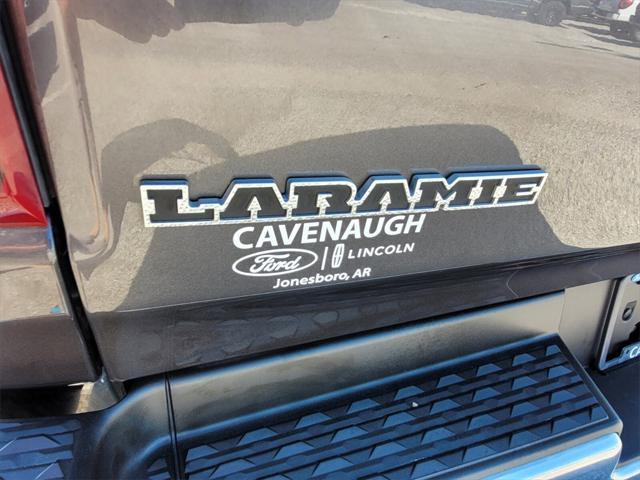 LARAMIE
CAVENAUGH
Ford | LINCOLN
Jonesboro, AR